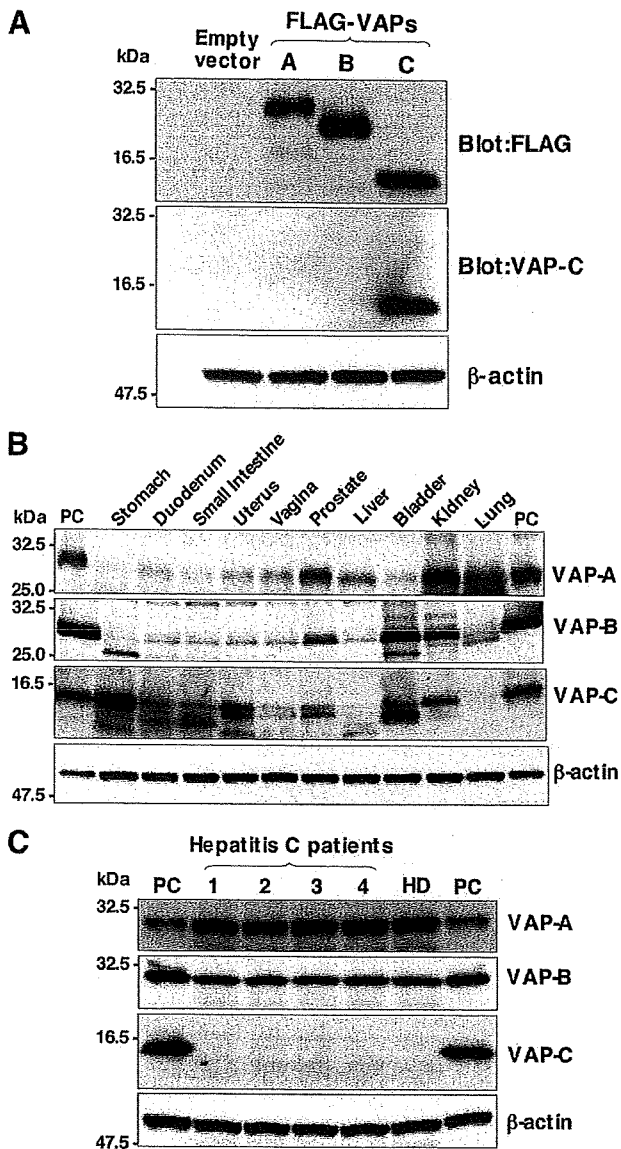 A
FLAG-VAPs
Empty vector
A B C
kDa
32.5
16.5
Blot:FLAG
32.5
16.5
Blot:VAP-C
47.5
β-actin
B
kDa
PC Stomach Duodenum Small Intestine Uterus Vagina Prostate Liver Bladder Kidney Lung PC
32.5
25.0
VAP-A
32.5
25.0
VAP-B
16.5
VAP-C
47.5
β-actin
C
Hepatitis C patients
kDa
PC 1 2 3 4 HD PC
32.5
VAP-A
32.5
VAP-B
16.5
VAP-C
47.5
β-actin